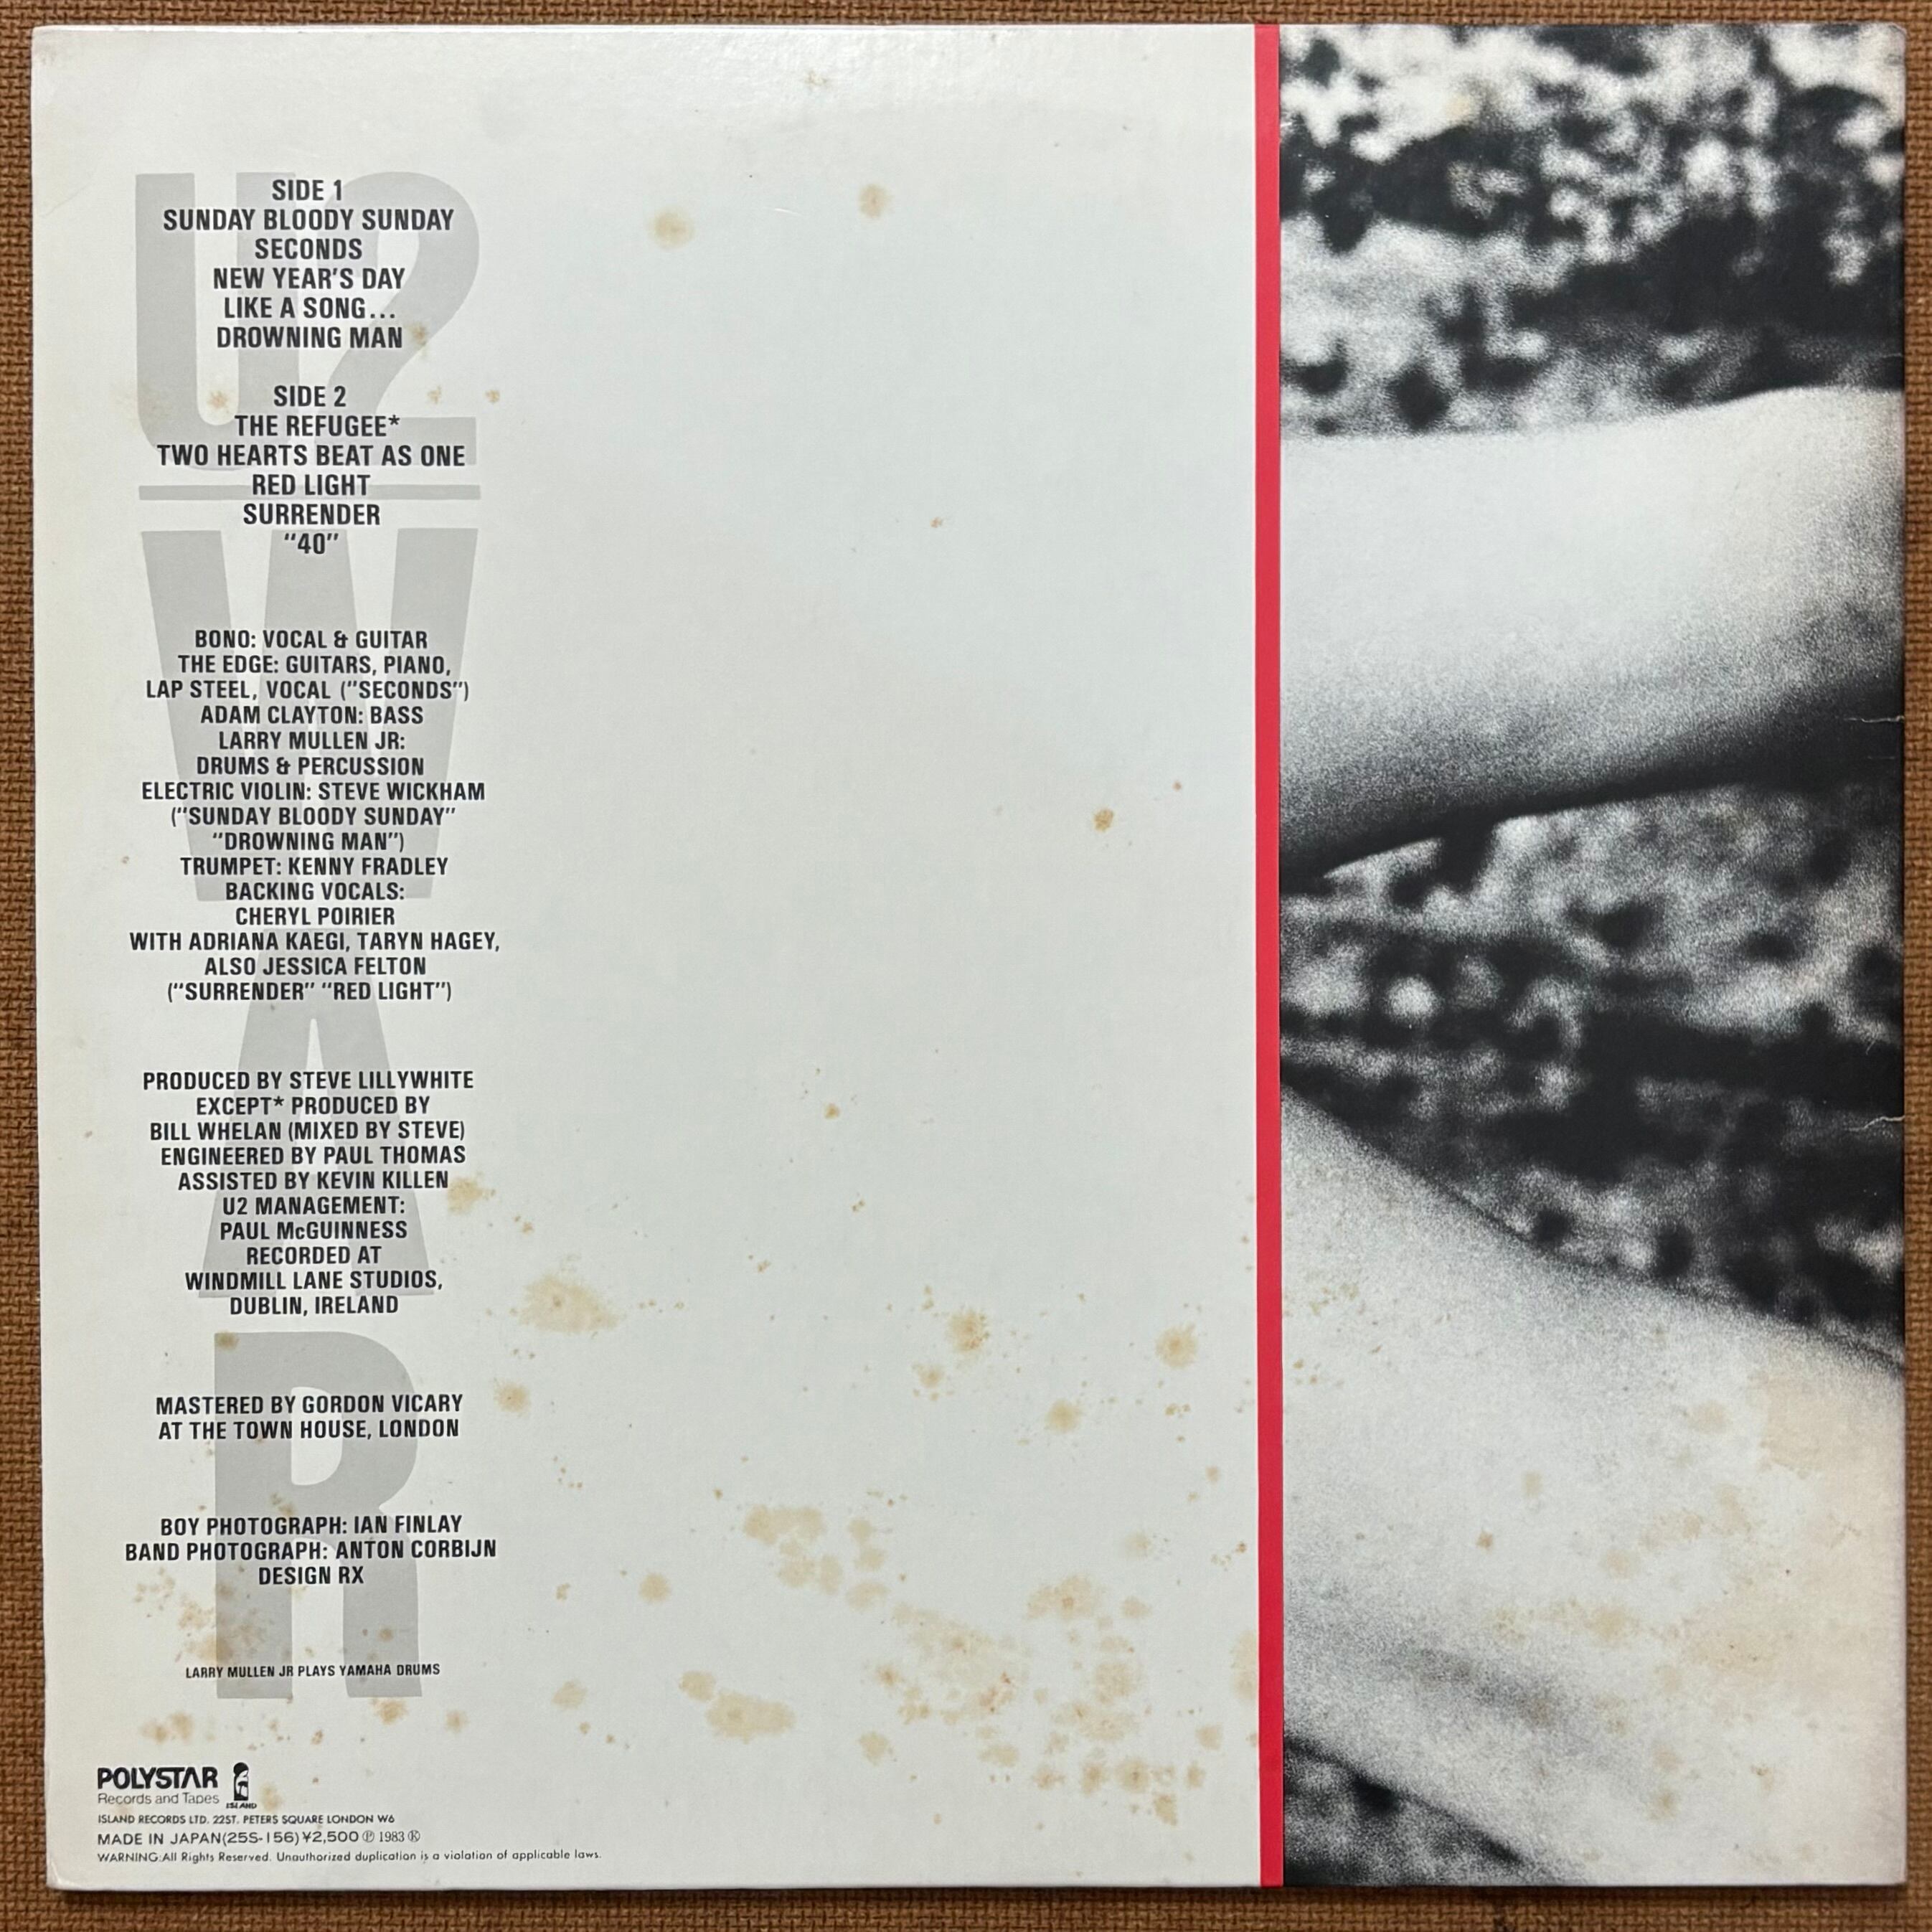 U2
WAR
SIDE 1
SUNDAY BLOODY SUNDAY
SECONDS
NEW YEAR'S DAY
LIKE A SONG...
DROWNING MAN
SIDE 2
THE REFUGEE*
TWO HEARTS BEAT AS ONE
RED LIGHT
SURRENDER
"40"
BONO: VOCAL & GUITAR
THE EDGE: GUITARS, PIANO,
LAP STEEL, VOCAL ("SECONDS")
ADAM CLAYTON: BASS
LARRY MULLEN JR:
DRUMS & PERCUSSION
ELECTRIC VIOLIN: STEVE WICKHAM
("SUNDAY BLOODY SUNDAY"
"DROWNING MAN")
TRUMPET: KENNY FRADLEY
BACKING VOCALS:
CHERYL POIRIER
WITH ADRIANA KAEGI, TARYN HAGEY,
ALSO JESSICA FELTON
("SURRENDER" "RED LIGHT")
PRODUCED BY STEVE LILLYWHITE
EXCEPT* PRODUCED BY
BILL WHELAN (MIXED BY STEVE)
ENGINEERED BY PAUL THOMAS
ASSISTED BY KEVIN KILLEN
U2 MANAGEMENT:
PAUL McGUINNESS
RECORDED AT
WINDMILL LANE STUDIOS,
DUBLIN, IRELAND
MASTERED BY GORDON VICARY
AT THE TOWN HOUSE, LONDON
BOY PHOTOGRAPH: IAN FINLAY
BAND PHOTOGRAPH: ANTON CORBIJN
DESIGN RX
LARRY MULLEN JR PLAYS YAMAHA DRUMS
POLYSTAR
Records and Tapes ISLAND
ISLAND RECORDS LTD. 22ST. PETERS SQUARE LONDON W6
MADE IN JAPAN(25S-156)¥2,500 Ⓟ 1983 Ⓚ
WARNING:All Rights Reserved. Unauthorized duplication is a violation of applicable laws.